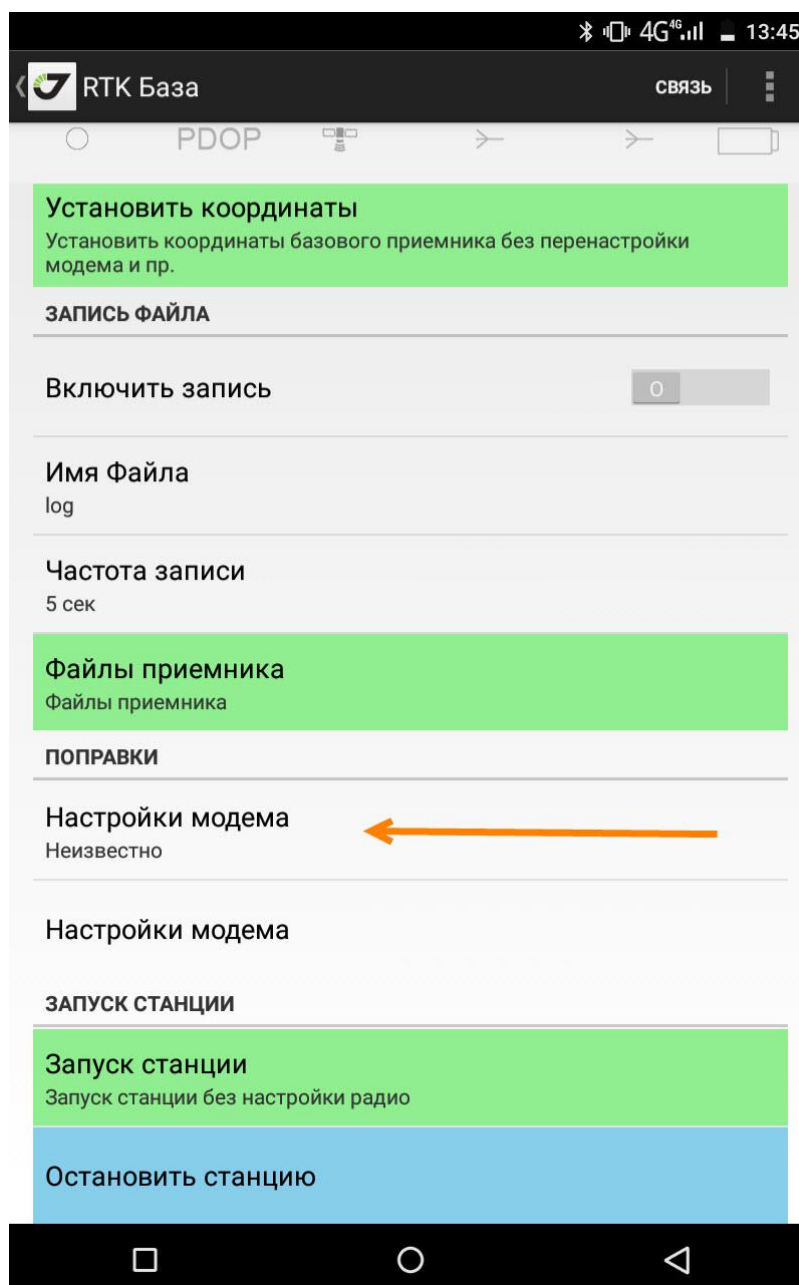 4G 4G 13:45
RTK База СВЯЗЬ
PDOP
Установить координаты
Установить координаты базового приемника без перенастройки
модема и пр.
ЗАПИСЬ ФАЙЛА
Включить запись O
Имя Файла
log
Частота записи
5 сек
Файлы приемника
Файлы приемника
ПОПРАВКИ
Настройки модема
Неизвестно
Настройки модема
ЗАПУСК СТАНЦИИ
Запуск станции
Запуск станции без настройки радио
Остановить станцию